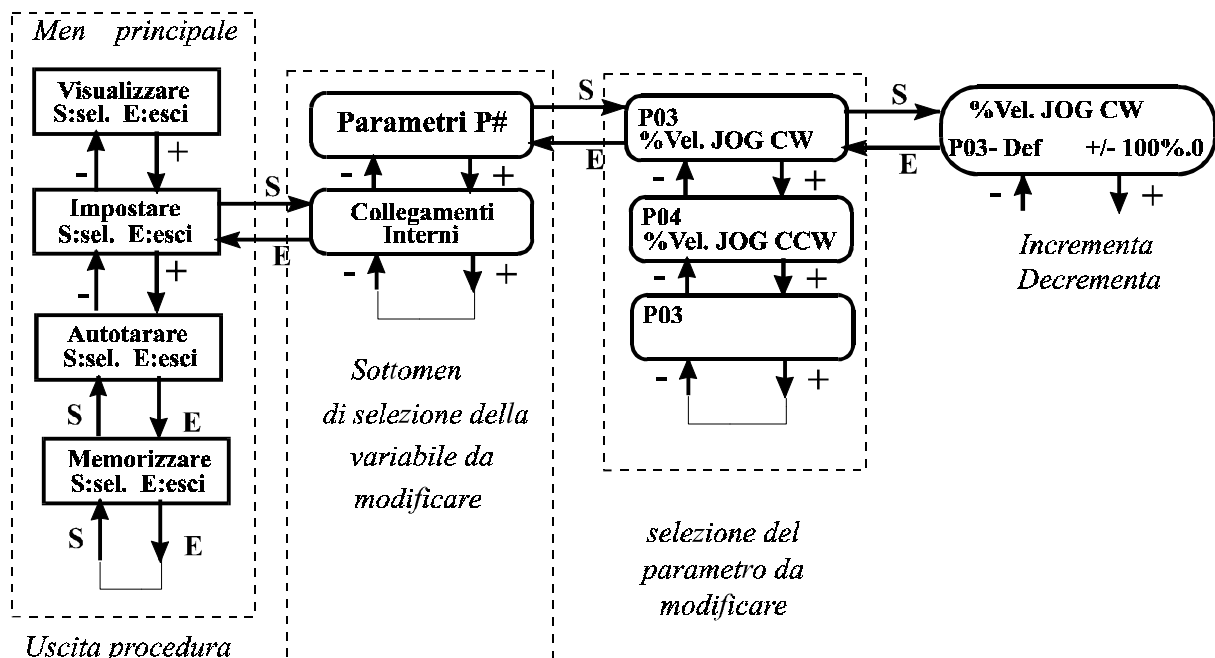 Men principale
Visualizzare
S:sel. E:esci
-
+
Impostare
S:sel. E:esci
-
+
Autotarare
S:sel. E:esci
S
E
Memorizzare
S:sel. E:esci
S
E
Uscita procedura
S
E
Parametri P#
-
+
Collegamenti
Interni
-
+
Sottomen
di selezione della
variabile da
modificare
S
E
P03
%Vel. JOG CW
-
+
P04
%Vel. JOG CCW
-
+
P03
-
+
selezione del
parametro da
modificare
S
E
%Vel. JOG CW
P03- Def +/- 100%.0
-
+
Incrementa
Decrementa